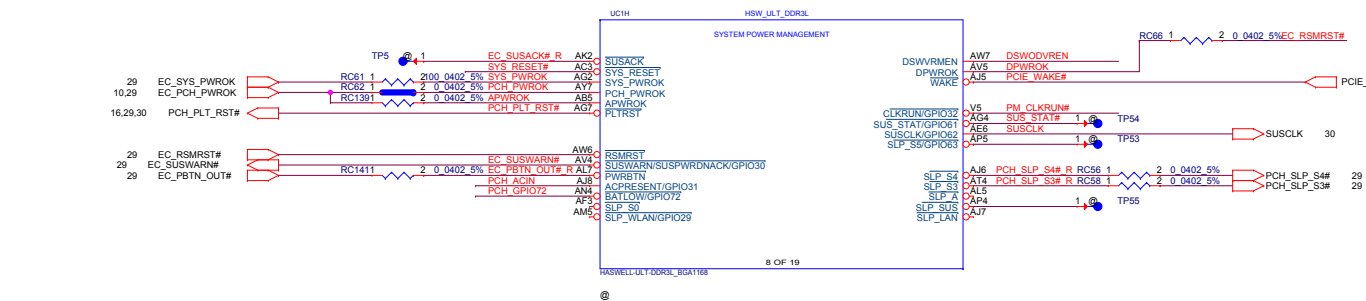 UC1H HSW_ULT_DDR3L
SYSTEM POWER MANAGEMENT
RC66 1 2 0_0402_5% EC_RSMRST#
TP5 @ 1 EC_SUSACK#_R AK2 SUSACK
SYS_RESET# AC3 SYS_RESET
29 EC_SYS_PWROK RC61 1 2 100_0402_5% SYS_PWROK AG2 SYS_PWROK
10,29 EC_PCH_PWROK RC62 1 2 0_0402_5% PCH_PWROK AY7 PCH_PWROK
RC139 1 2 0_0402_5% APWROK AB5 APWROK
16,29,30 PCH_PLT_RST# PCH_PLT_RST# AG7 PLTRST
DSWVRMEN AW7 DSWODVREN
DPWROK AV5 DPWROK
WAKE AJ5 PCIE_WAKE# PCIE_
CLKRUN/GPIO32 V5 PM_CLKRUN#
SUS_STAT/GPIO61 AG4 SUS_STAT# 1 @ TP54
SUSCLK/GPIO62 AE6 SUSCLK SUSCLK 30
SLP_S5/GPIO63 AP5 1 @ TP53
29 EC_RSMRST# AW6 RSMRST
29 EC_SUSWARN# EC_SUSWARN# AV4 SUSWARN/SUSPWRDNACK/GPIO30
29 EC_PBTN_OUT# RC141 1 2 0_0402_5% EC_PBTN_OUT#_R AL7 PWRBTN
PCH_ACIN AJ8 ACPRESENT/GPIO31
PCH_GPIO72 AN4 BATLOW/GPIO72
AF3 SLP_S0
AM5 SLP_WLAN/GPIO29
SLP_S4 AJ6 PCH_SLP_S4#_R RC56 1 2 0_0402_5% PCH_SLP_S4# 29
SLP_S3 AT4 PCH_SLP_S3#_R RC58 1 2 0_0402_5% PCH_SLP_S3# 29
SLP_A AL5
SLP_SUS AP4 1 @ TP55
SLP_LAN AJ7
8 OF 19
HASWELL-ULT-DDR3L_BGA1168
@